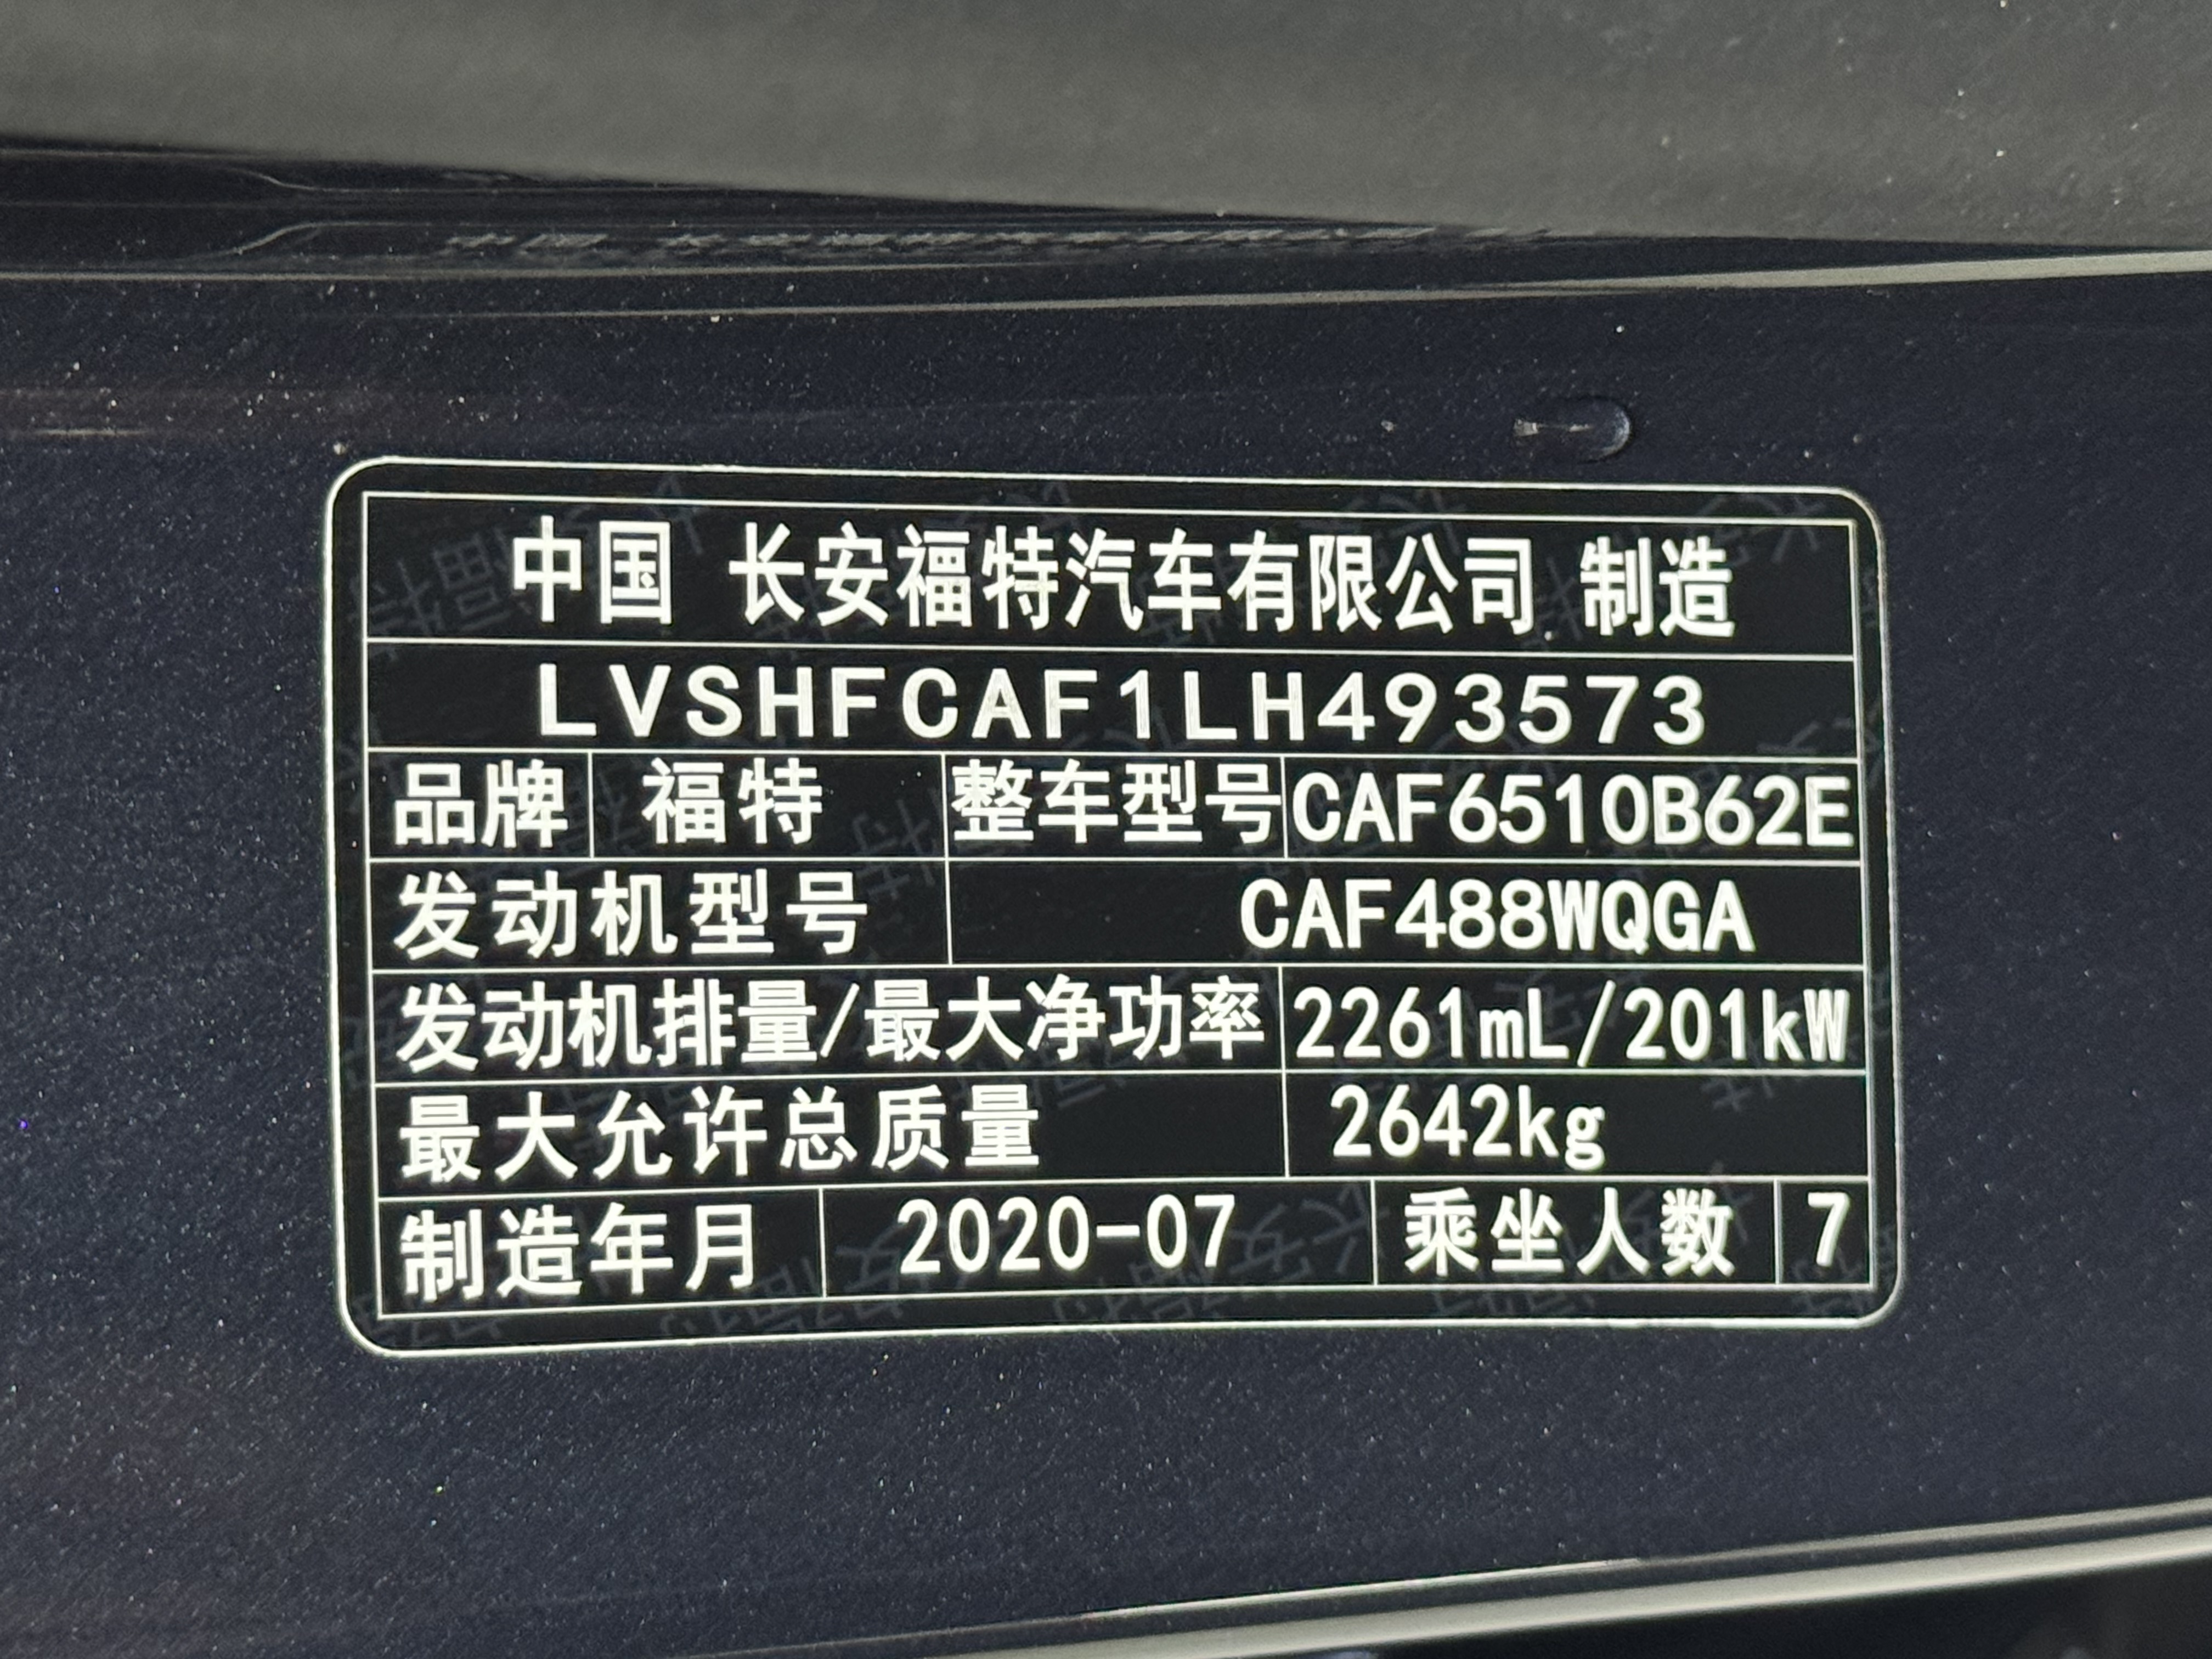 中国 长安福特汽车有限公司 制造
LVSHFCAF1LH493573
品牌 福特 整车型号 CAF6510B62E
发动机型号 CAF488WQGA
发动机排量/最大净功率 2261mL/201kW
最大允许总质量 2642kg
制造年月 2020-07 乘坐人数 7